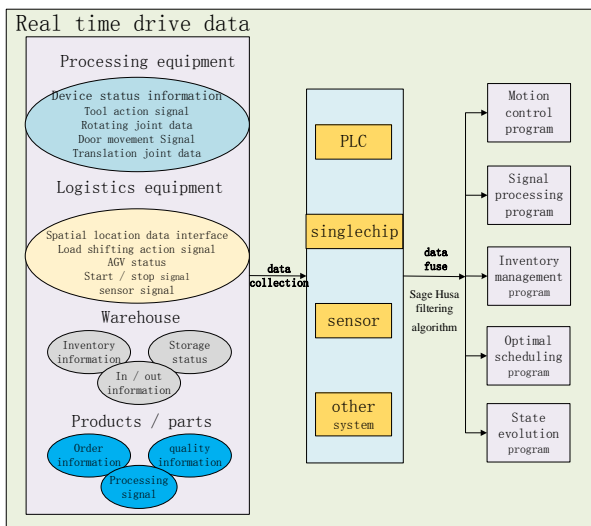 Real time drive data
Processing equipment
Device status information
Tool action signal
Rotating joint data
Door movement Signal
Translation joint data
Logistics equipment
Spatial location data interface
Load shifting action signal
AGV status
Start / stop signal
sensor signal
Warehouse
Inventory
information
Storage
status
In / out
information
Products / parts
Order
information
quality
information
Processing
signal
data
collection
PLC
singlechip
sensor
other
system
data
fuse
Sage Husa
filtering
algorithm
Motion
control
program
Signal
processing
program
Inventory
management
program
Optimal
scheduling
program
State
evolution
program